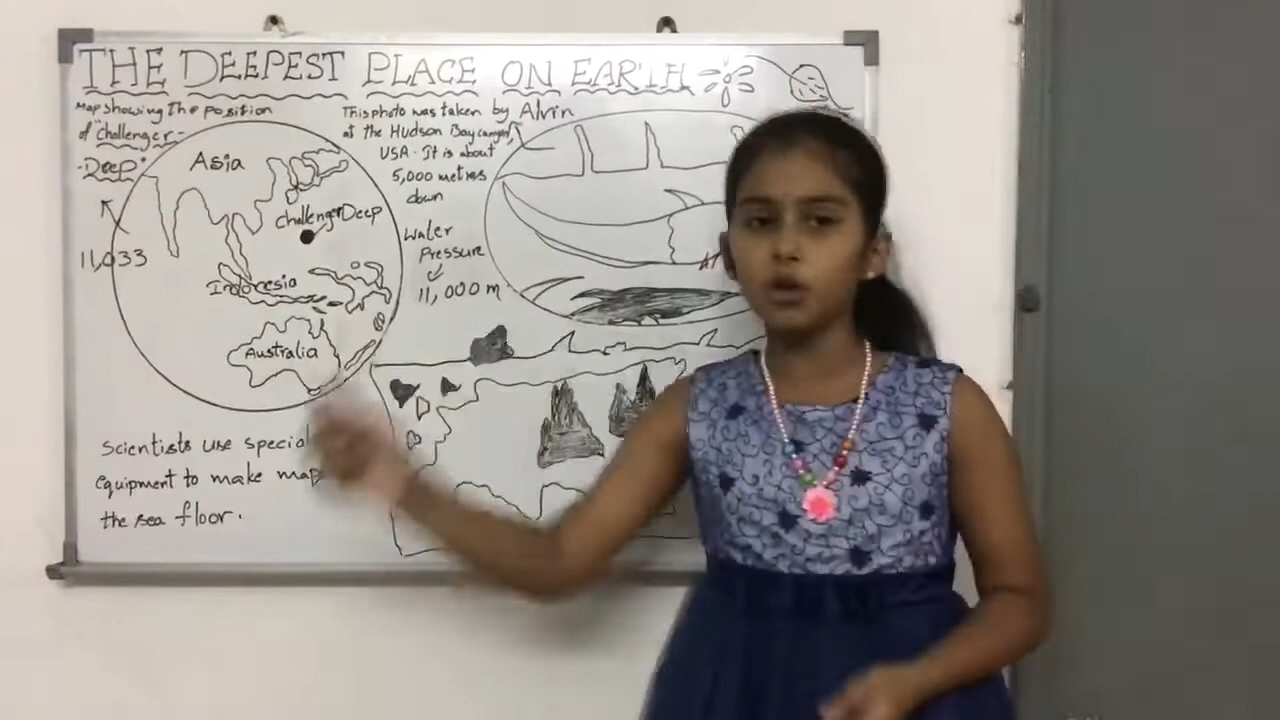 THE DEEPEST PLACE ON EARTH
Map showing the position
of "Challenger-
-Deep"
11,033
Asia
Challenger Deep
Indonesia
Australia
This photo was taken by Alvin
at the Hudson Bay canyon,
USA. It is about
5,000 metres
down
Water
Pressure
11,000 m
Scientists use special
equipment to make map
the sea floor.